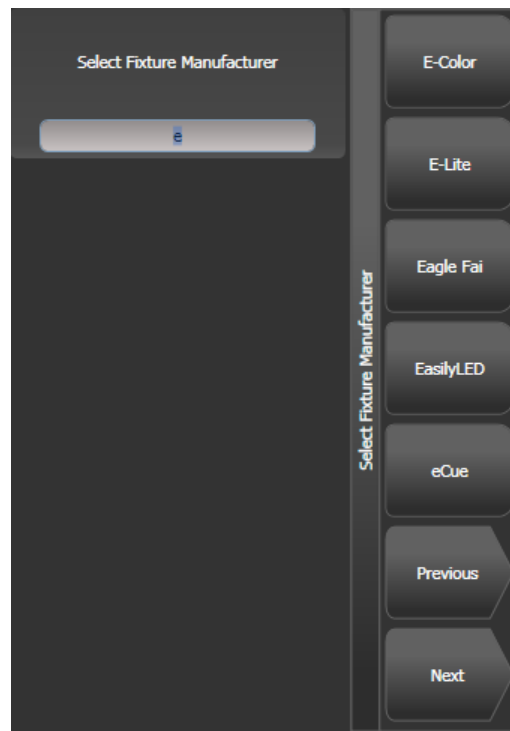 Select Fixture Manufacturer
e
Select Fixture Manufacturer
E-Color
E-Lite
Eagle Fai
EasilyLED
eCue
Previous
Next